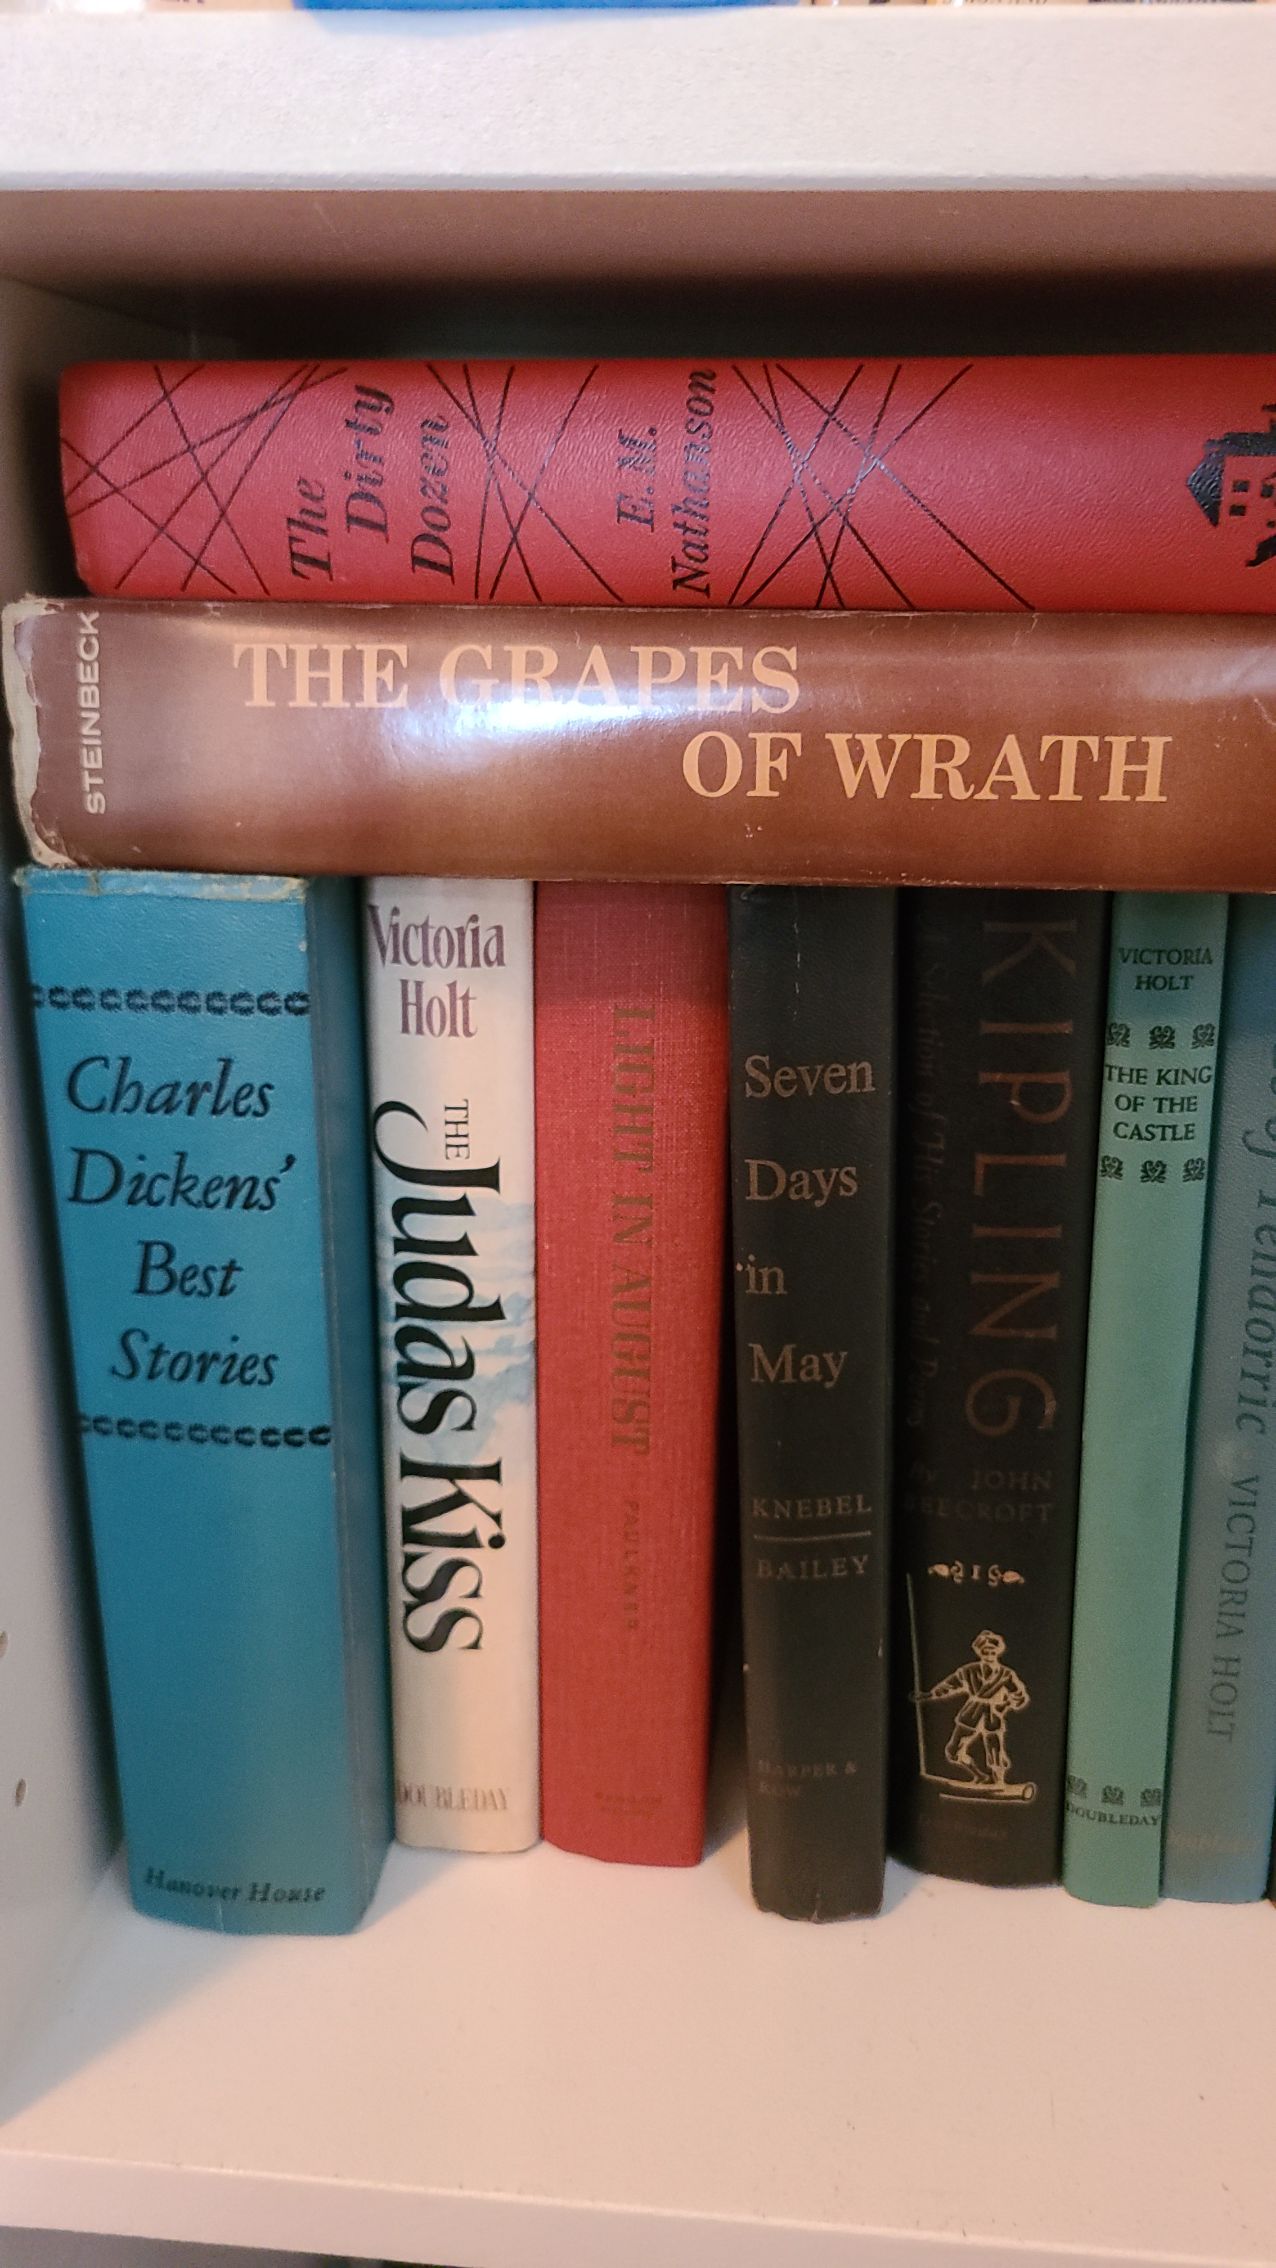 The
Dirty
Dozen
E.M.
Nathanson
STEINBECK
THE GRAPES
OF WRATH
Charles
Dickens'
Best
Stories
Hanover House
Victoria
Holt
THE
Judas Kiss
DOUBLEDAY
LIGHT IN AUGUST · FAULKNER
Seven
Days
in
May
KNEBEL
BAILEY
HARPER &
ROW
KIPLING
A Selection of His Stories and Poems
By JOHN
BEECROFT
I
VICTORIA
HOLT
THE KING
OF THE
CASTLE
DOUBLEDAY
of Mendorric · VICTORIA HOLT